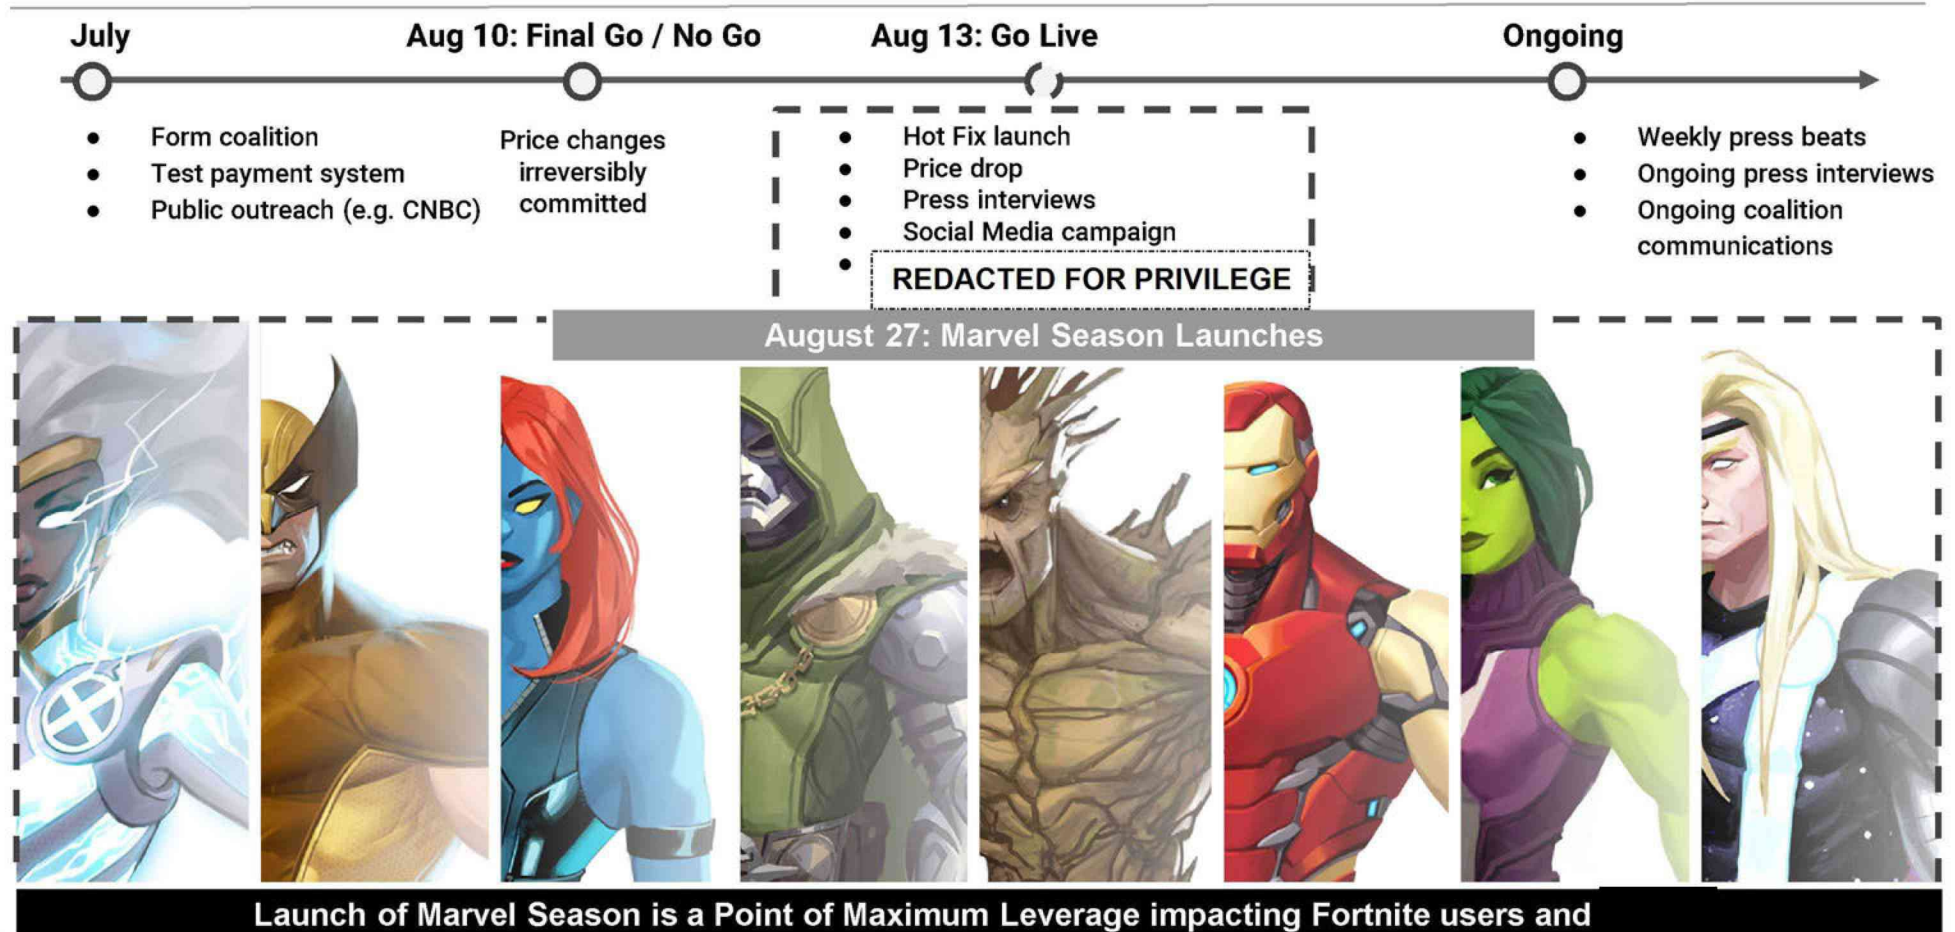 July
Aug 10: Final Go / No Go
Aug 13: Go Live
Ongoing
● Form coalition
● Test payment system
● Public outreach (e.g. CNBC)
Price changes
irreversibly
committed
● Hot Fix launch
● Price drop
● Press interviews
● Social Media campaign
● REDACTED FOR PRIVILEGE
● Weekly press beats
● Ongoing press interviews
● Ongoing coalition
communications
August 27: Marvel Season Launches
Launch of Marvel Season is a Point of Maximum Leverage impacting Fortnite users and